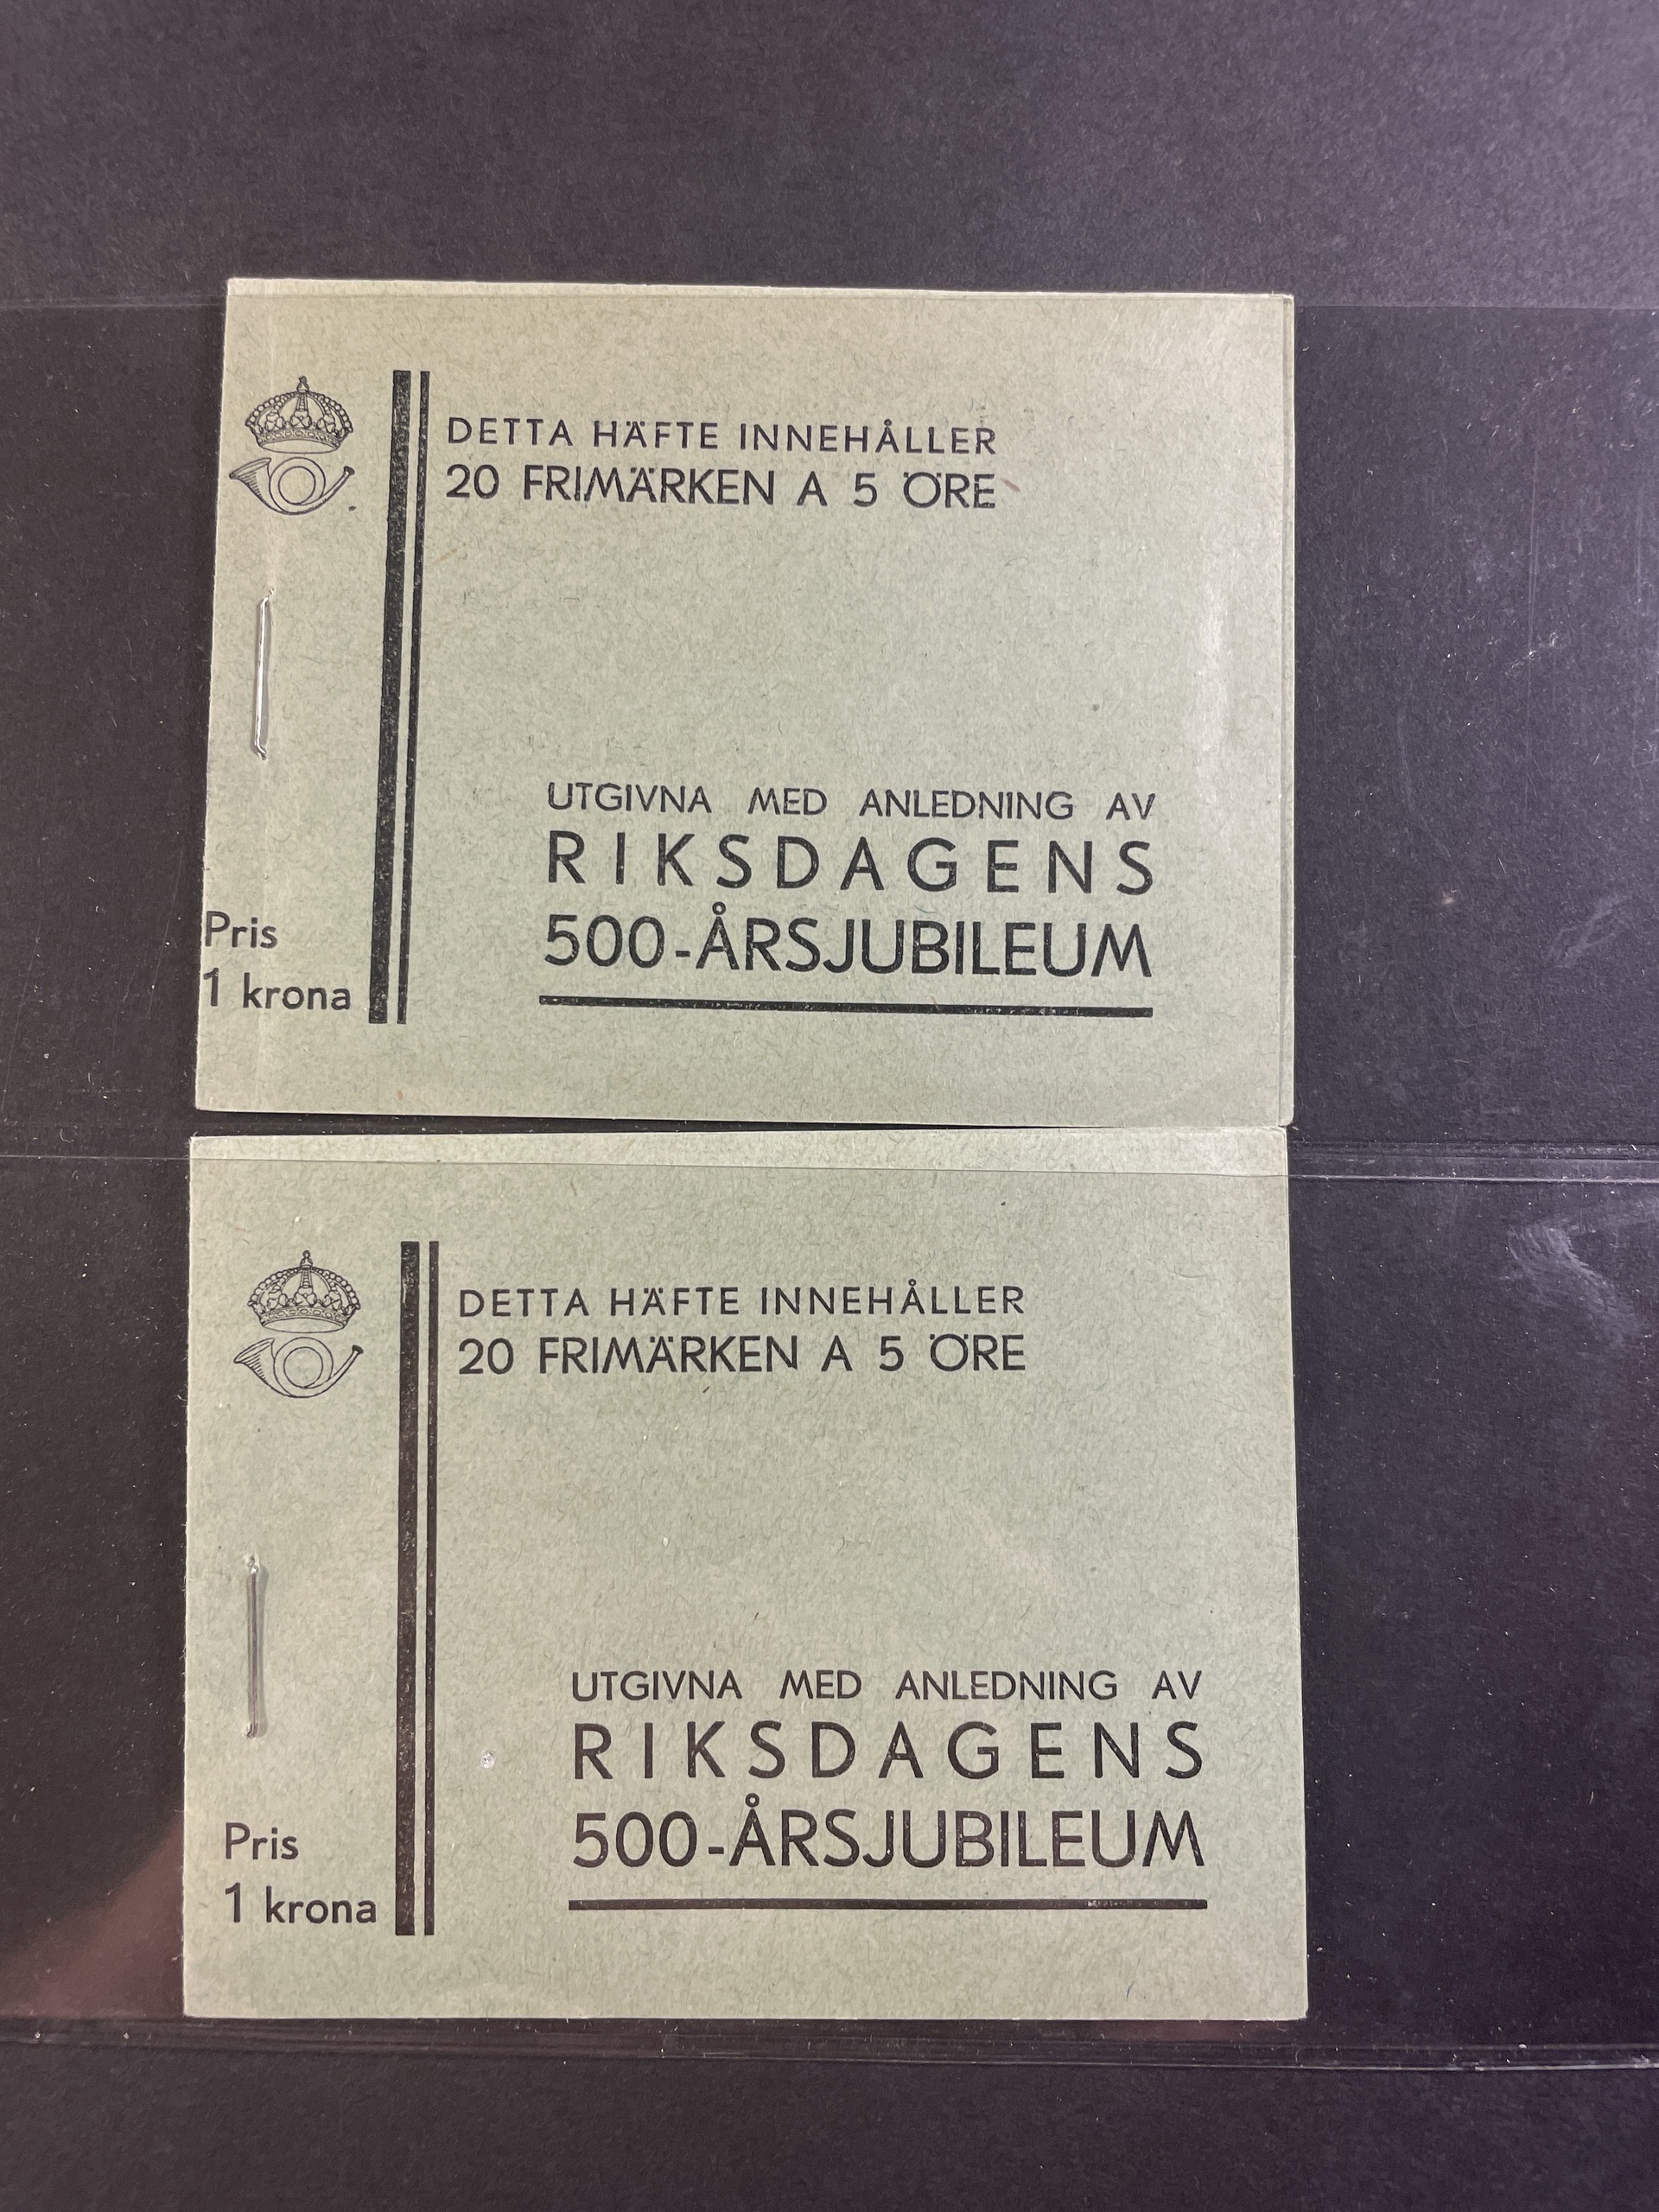 DETTA HÄFTE INNEHÅLLER
20 FRIMÄRKEN A 5 ÖRE
UTGIVNA MED ANLEDNING AV
RIKSDAGENS
500-ÅRSJUBILEUM
Pris
1 krona
DETTA HÄFTE INNEHÅLLER
20 FRIMÄRKEN A 5 ÖRE
UTGIVNA MED ANLEDNING AV
RIKSDAGENS
500-ÅRSJUBILEUM
Pris
1 krona